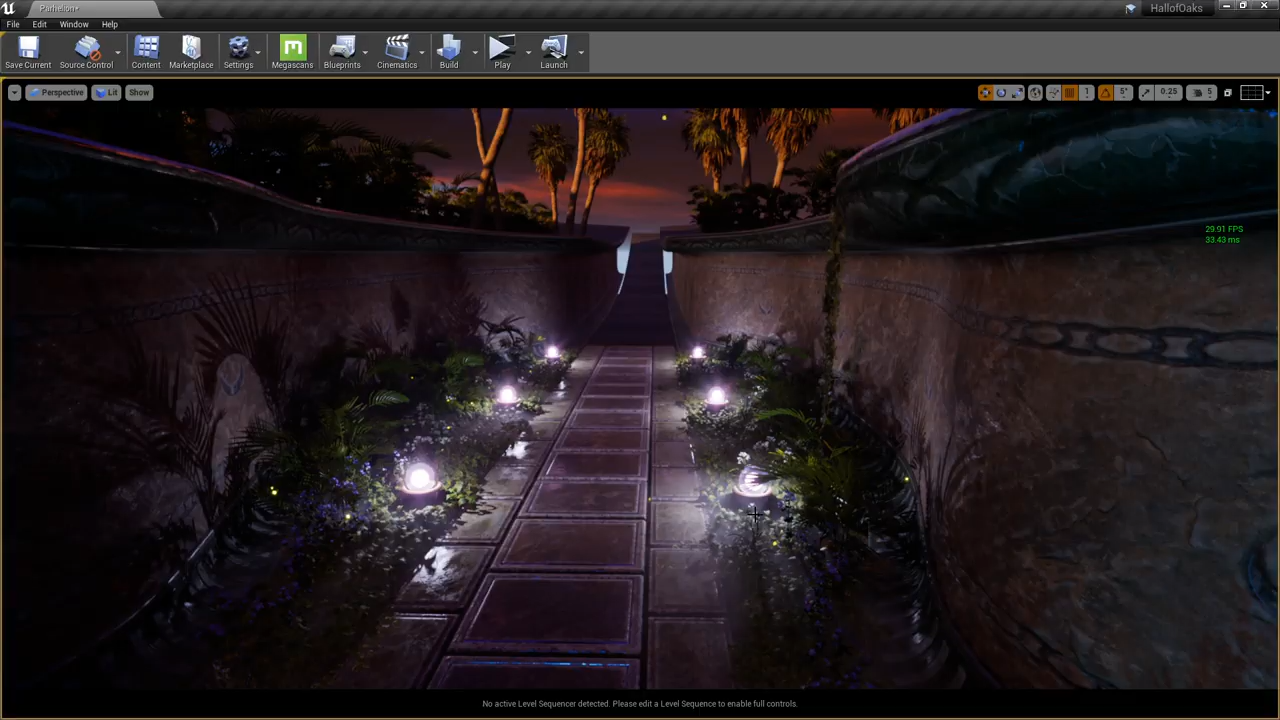 Parhelion*
HallofOaks
File Edit Window Help
Save Current Source Control Content Marketplace Settings Megascans Blueprints Cinematics Build Play Launch
Perspective Lit Show 1 5° 0.25 5
29.91 FPS
33.43 ms
No active Level Sequencer detected. Please edit a Level Sequence to enable full controls.